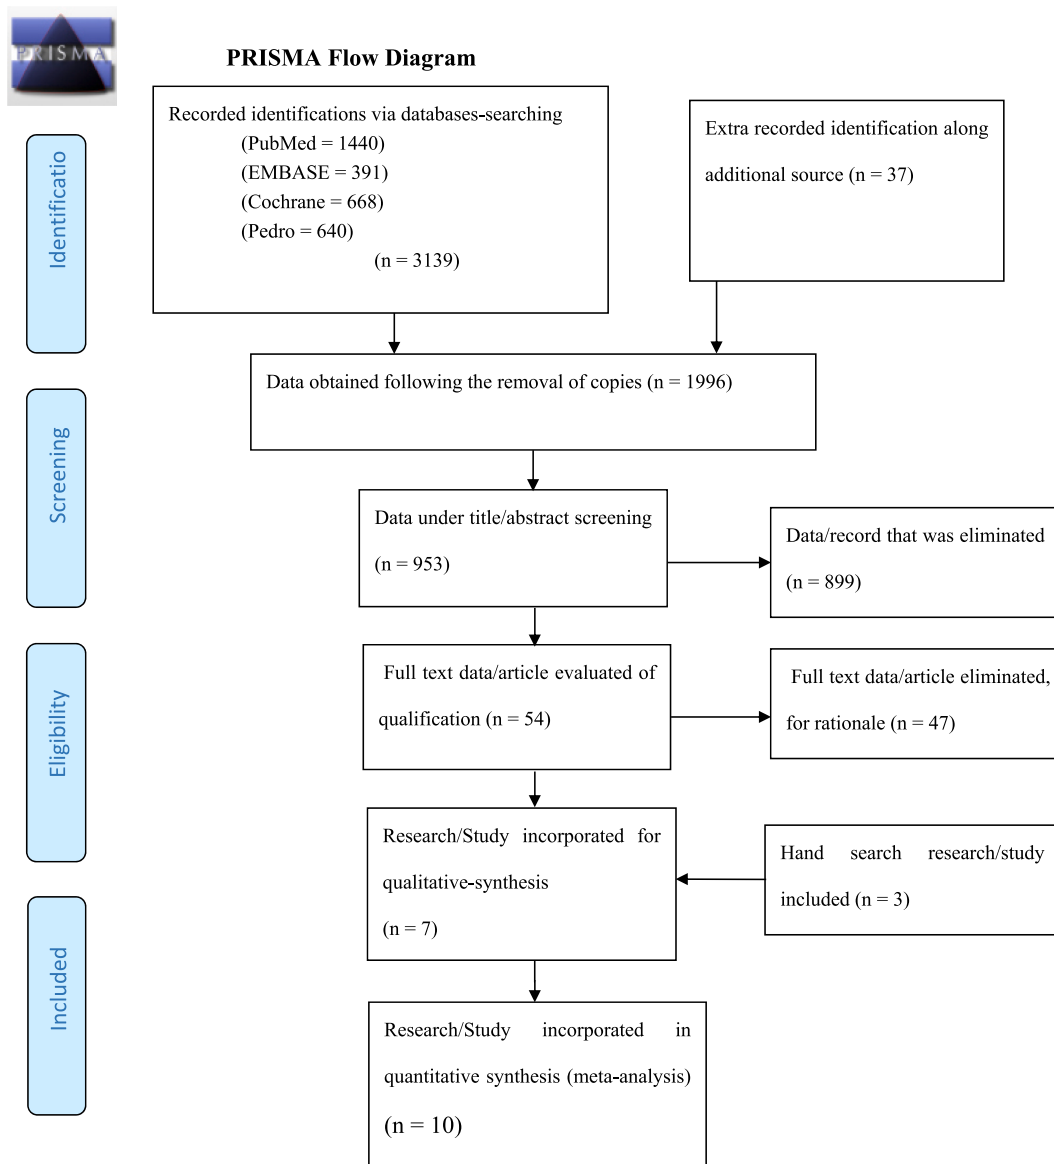 PRISMA
PRISMA Flow Diagram
Identificatio
Recorded identifications via databases-searching
(PubMed = 1440)
(EMBASE = 391)
(Cochrane = 668)
(Pedro = 640)
(n = 3139)
Extra recorded identification along
additional source (n = 37)
Data obtained following the removal of copies (n = 1996)
Screening
Data under title/abstract screening
(n = 953)
Data/record that was eliminated
(n = 899)
Eligibility
Full text data/article evaluated of
qualification (n = 54)
Full text data/article eliminated,
for rationale (n = 47)
Research/Study incorporated for
qualitative-synthesis
(n = 7)
Hand search research/study
included (n = 3)
Included
Research/Study incorporated in
quantitative synthesis (meta-analysis)
(n = 10)